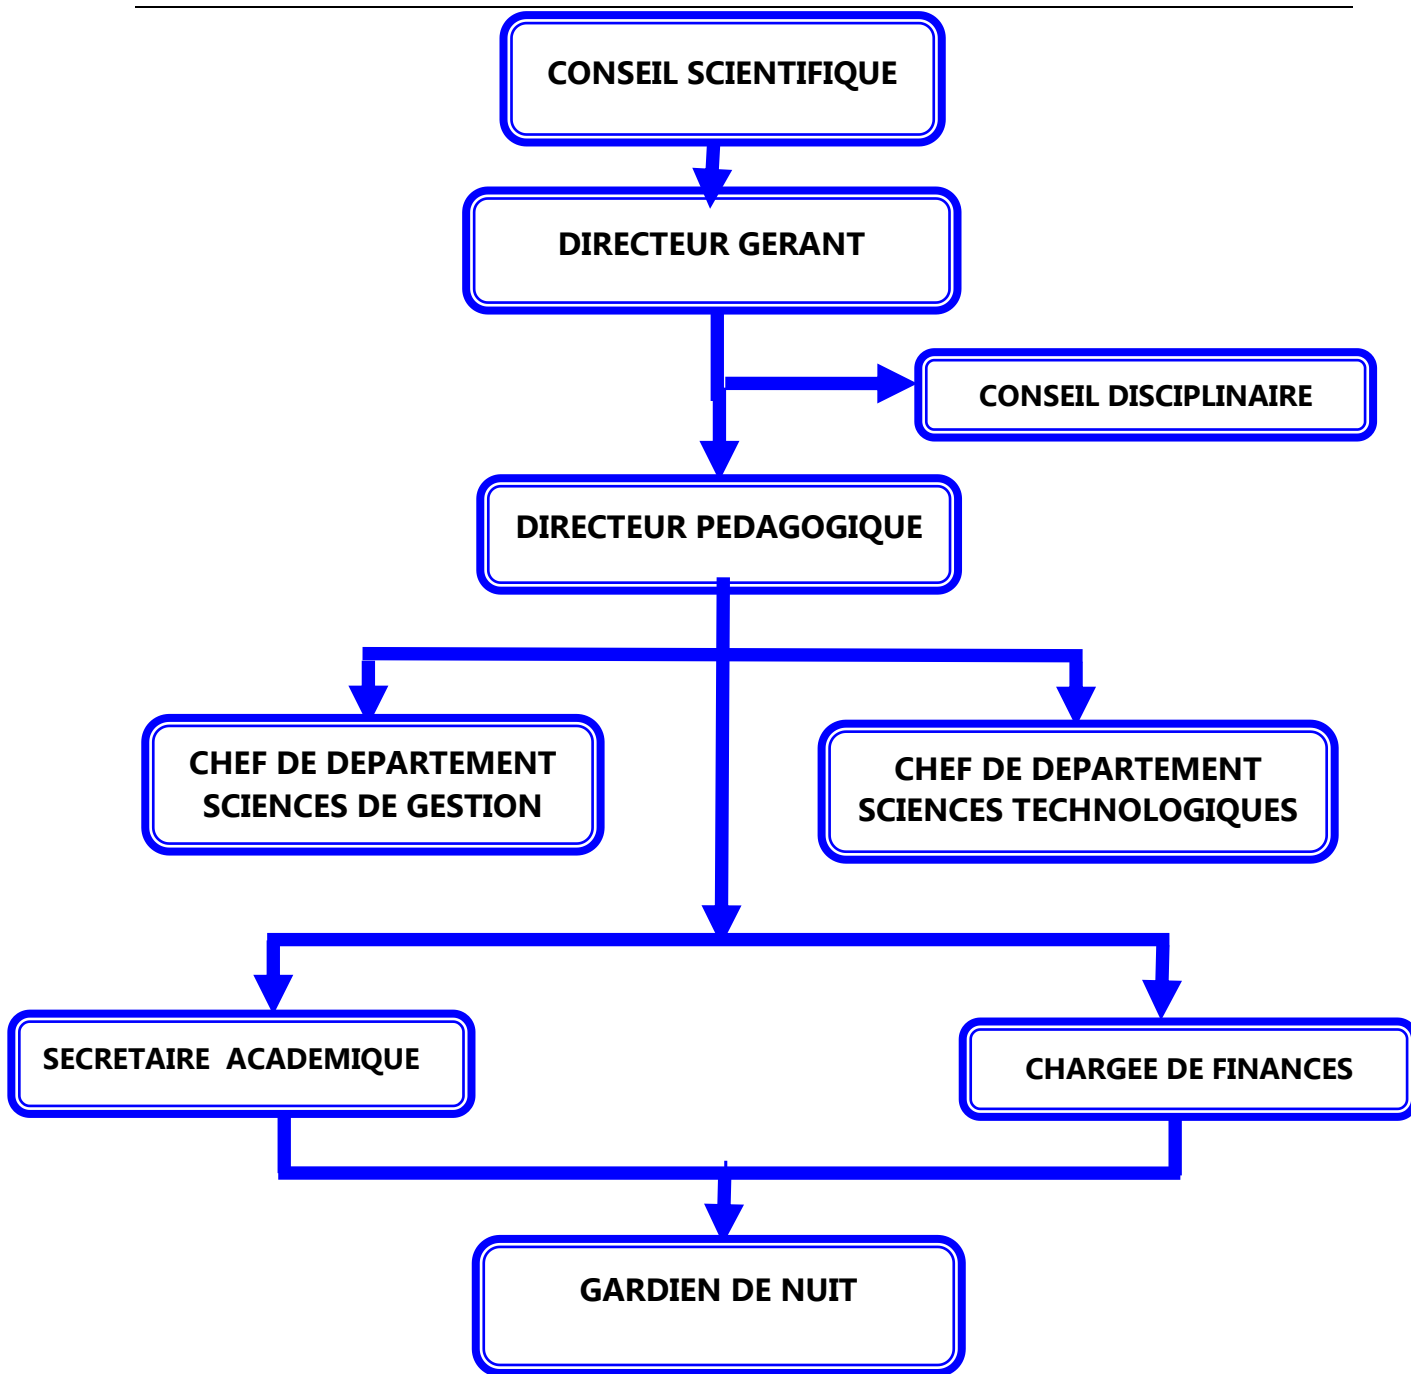 CONSEIL SCIENTIFIQUE
DIRECTEUR GERANT
CONSEIL DISCIPLINAIRE
DIRECTEUR PEDAGOGIQUE
CHEF DE DEPARTEMENT
SCIENCES DE GESTION
CHEF DE DEPARTEMENT
SCIENCES TECHNOLOGIQUES
SECRETAIRE ACADEMIQUE
CHARGEE DE FINANCES
GARDIEN DE NUIT